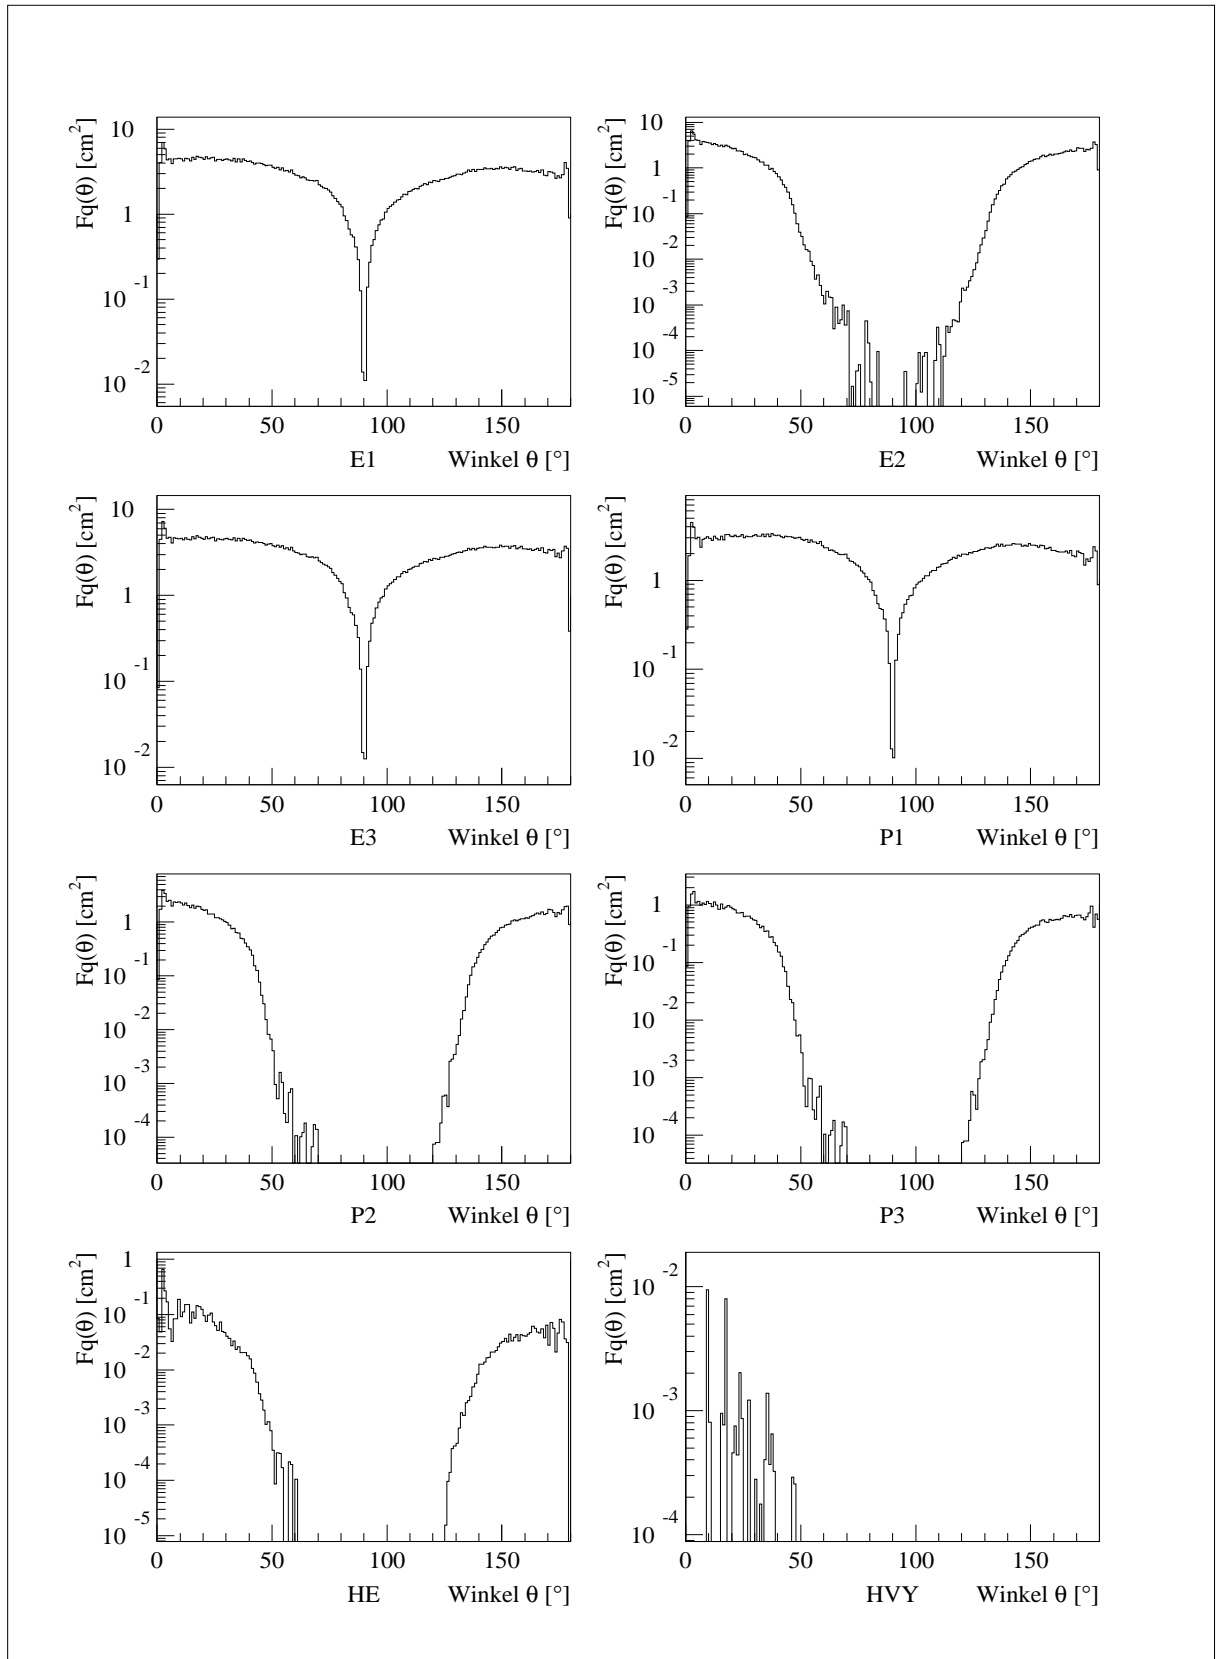 Fq(θ) [cm²] Fq(θ) [cm²]
10 10
1 1
10⁻¹ 10⁻¹
10⁻² 10⁻²
10⁻³
10⁻⁴
10⁻⁵
0 50 100 150 0 50 100 150
E1 Winkel θ [°] E2 Winkel θ [°]
Fq(θ) [cm²] Fq(θ) [cm²]
10 1
1 10⁻¹
10⁻¹ 10⁻²
10⁻²
0 50 100 150 0 50 100 150
E3 Winkel θ [°] P1 Winkel θ [°]
Fq(θ) [cm²] Fq(θ) [cm²]
1 1
10⁻¹ 10⁻¹
10⁻² 10⁻²
10⁻³ 10⁻³
10⁻⁴ 10⁻⁴
0 50 100 150 0 50 100 150
P2 Winkel θ [°] P3 Winkel θ [°]
Fq(θ) [cm²] Fq(θ) [cm²]
1 10⁻²
10⁻¹ 10⁻³
10⁻² 10⁻⁴
10⁻³
10⁻⁴
10⁻⁵
0 50 100 150 0 50 100 150
HE Winkel θ [°] HVY Winkel θ [°]